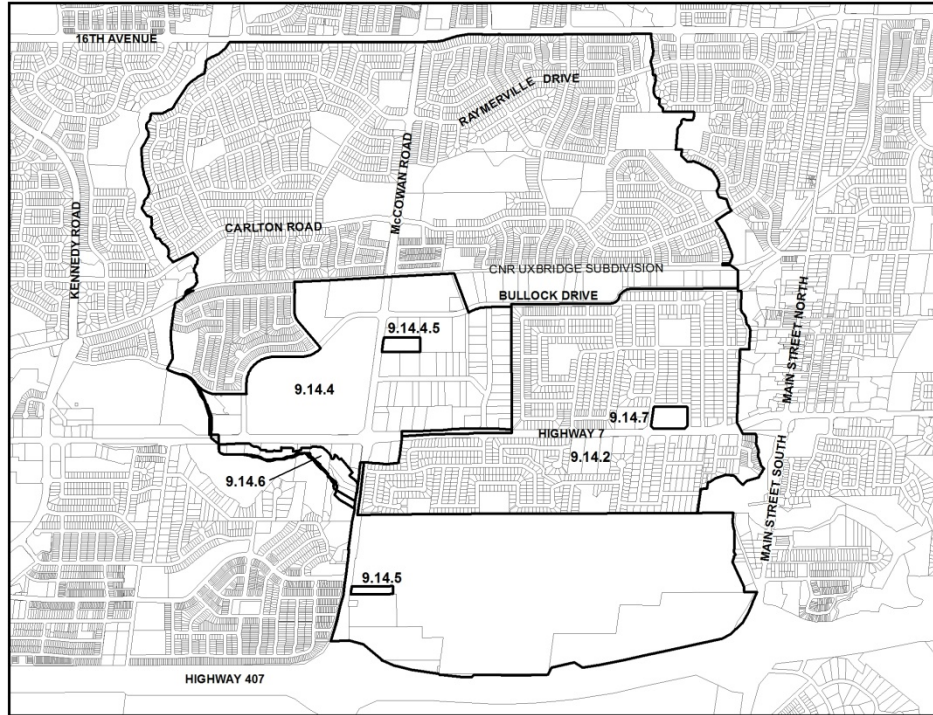 16TH AVENUE
RAYMERVILLE DRIVE
McCOWAN ROAD
KENNEDY ROAD
CARLTON ROAD
CNR UXBRIDGE SUBDIVISION
BULLOCK DRIVE
MAIN STREET NORTH
9.14.4.5
9.14.4
9.14.7
HIGHWAY 7
9.14.2
9.14.6
MAIN STREET SOUTH
9.14.5
HIGHWAY 407